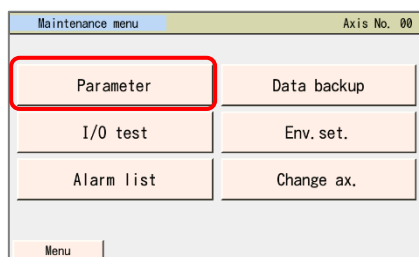 Maintenance menu Axis No. 00
Parameter Data backup
I/O test Env.set.
Alarm list Change ax.
Menu